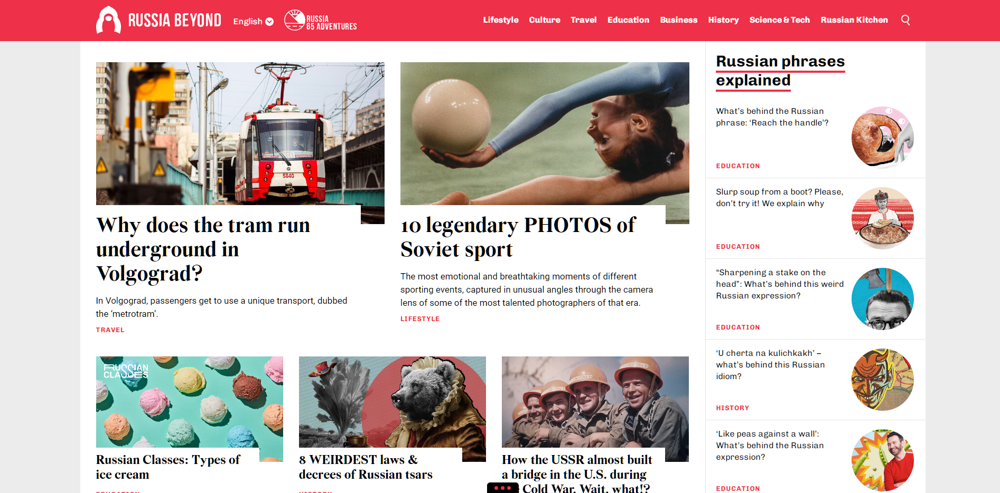 RUSSIA BEYOND
English
RUSSIA
85 ADVENTURES
Lifestyle
Culture
Travel
Education
Business
History
Science & Tech
Russian Kitchen
5840
Why does the tram run
underground in
Volgograd?
In Volgograd, passengers get to use a unique transport, dubbed
the ‘metrotram’.
TRAVEL
10 legendary PHOTOS of
Soviet sport
The most emotional and breathtaking moments of different
sporting events, captured in unusual angles through the camera
lens of some of the most talented photographers of that era.
LIFESTYLE
RUSSIAN
CLASSES
Russian Classes: Types of
ice cream
EDUCATION
8 WEIRDEST laws &
decrees of Russian tsars
HISTORY
How the USSR almost built
a bridge in the U.S. during
Cold War. Wait, what!?
Russian phrases
explained
What’s behind the Russian
phrase: ‘Reach the handle’?
EDUCATION
Slurp soup from a boot? Please,
don’t try it! We explain why
EDUCATION
“Sharpening a stake on the
head”: What’s behind this weird
Russian expression?
EDUCATION
‘U cherta na kulichkakh’ –
what’s behind this Russian
idiom?
HISTORY
‘Like peas against a wall’:
What’s behind the Russian
expression?
EDUCATION